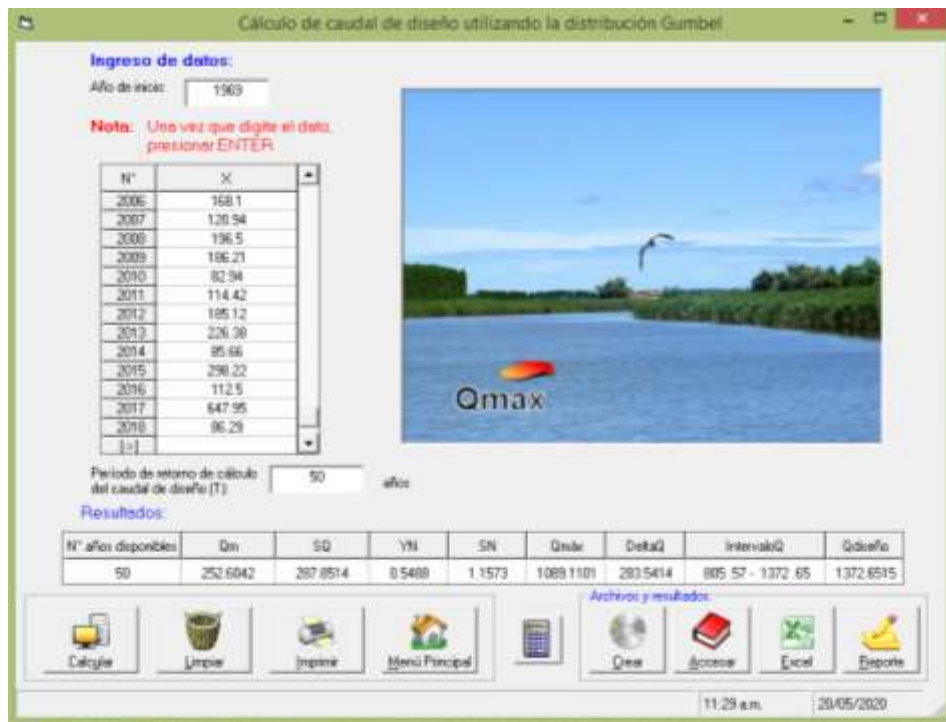 Cálculo de caudal de diseño utilizando la distribución Gumbel
Ingreso de datos:
Año de inicio: 1969
Nota: Una vez que digite el dato,
presionar ENTER
N° X
2006 168.1
2007 120.94
2008 196.5
2009 186.21
2010 82.94
2011 114.42
2012 185.12
2013 226.38
2014 85.66
2015 298.22
2016 112.5
2017 647.95
2018 86.29
Qmax
Período de retorno de cálculo
del caudal de diseño (T): 50 años
Resultados:
N° años disponibles Qm SQ YN SN Qmáx DeltaQ IntervaloQ Qdiseño
50 252.6042 287.8514 0.5488 1.1573 1089.1101 283.5414 805.57 - 1372.65 1372.6515
Archivos y resultados
Calcular Limpiar Imprimir Menú Principal Crear Accesar Excel Reporte
11:29 a.m. 20/05/2020